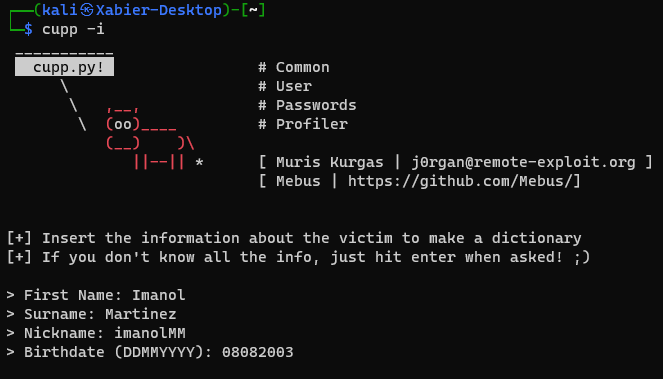 ┌──(kali㉿Xabier-Desktop)-[~]
└─$ cupp -i
 ___________
   cupp.py!                 # Common
      \                     # User
       \   ,__,             # Passwords
        \  (oo)____         # Profiler
           (__)    )\
              ||--|| *      [ Muris Kurgas | j0rgan@remote-exploit.org ]
                            [ Mebus | https://github.com/Mebus/]
[+] Insert the information about the victim to make a dictionary
[+] If you don't know all the info, just hit enter when asked! ;)
> First Name: Imanol
> Surname: Martinez
> Nickname: imanolMM
> Birthdate (DDMMYYYY): 08082003